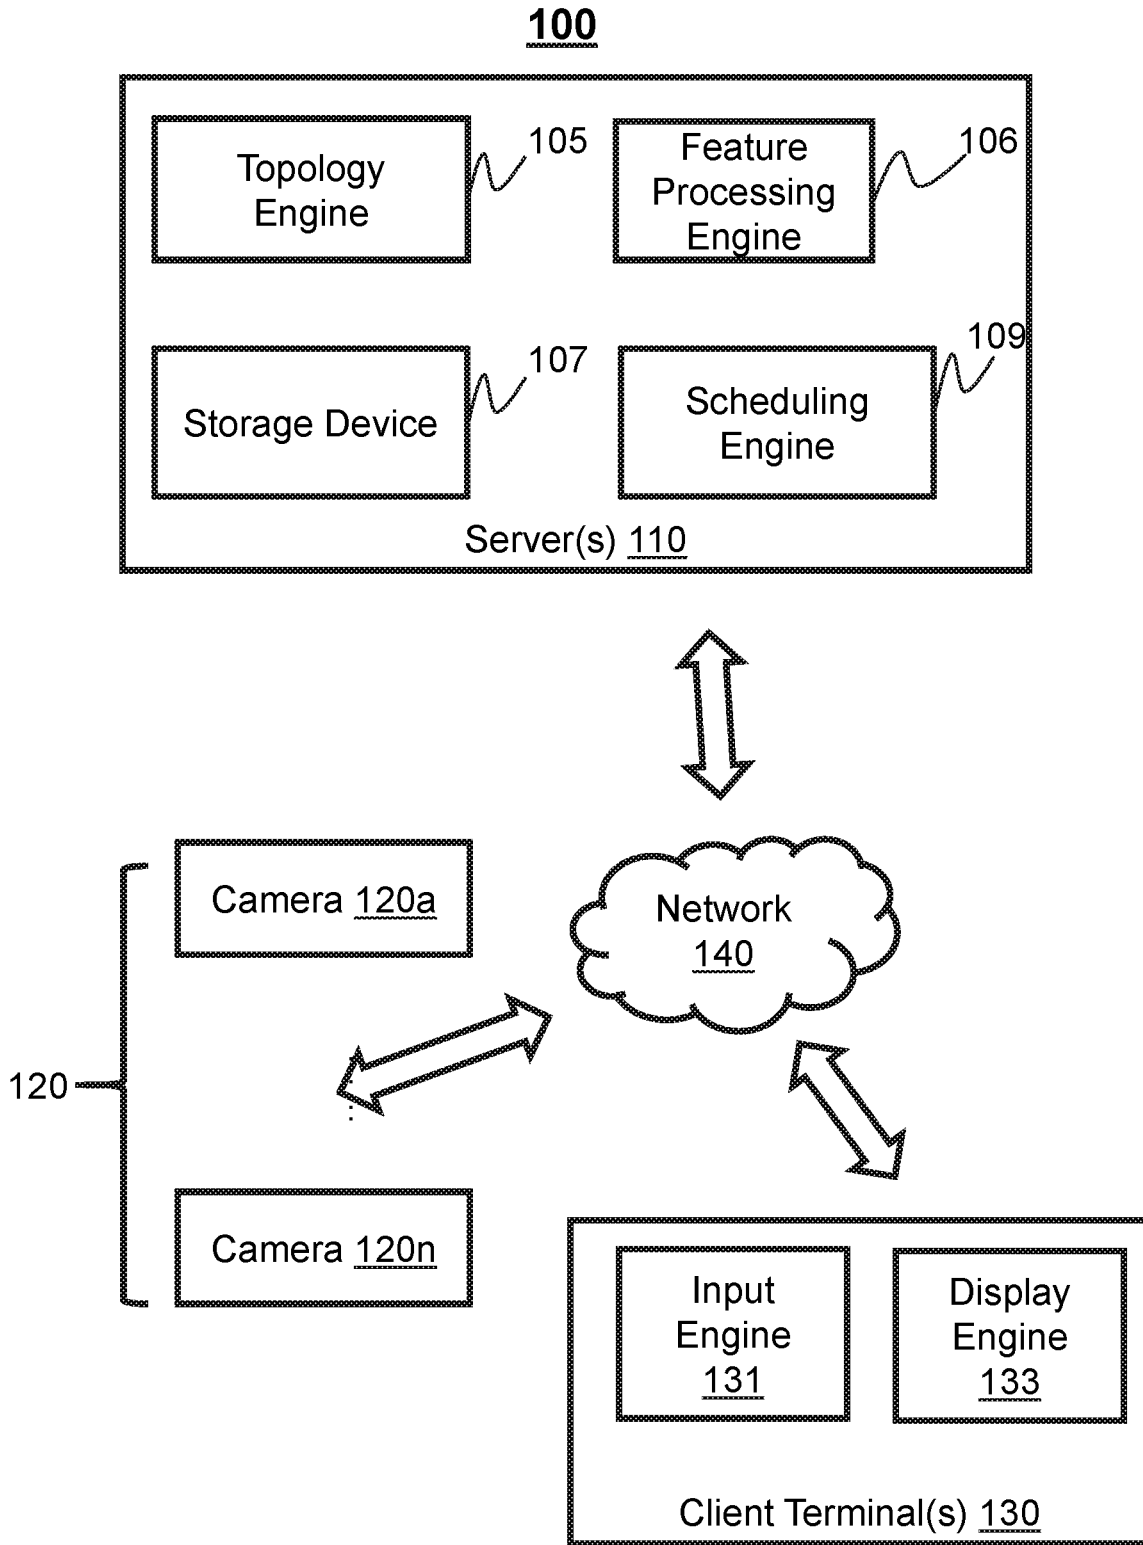 100
Topology
Engine
105
Feature
Processing
Engine
106
Storage Device
107
Scheduling
Engine
109
Server(s) 110
Camera 120a
Network
140
120
Camera 120n
Input
Engine
131
Display
Engine
133
Client Terminal(s) 130